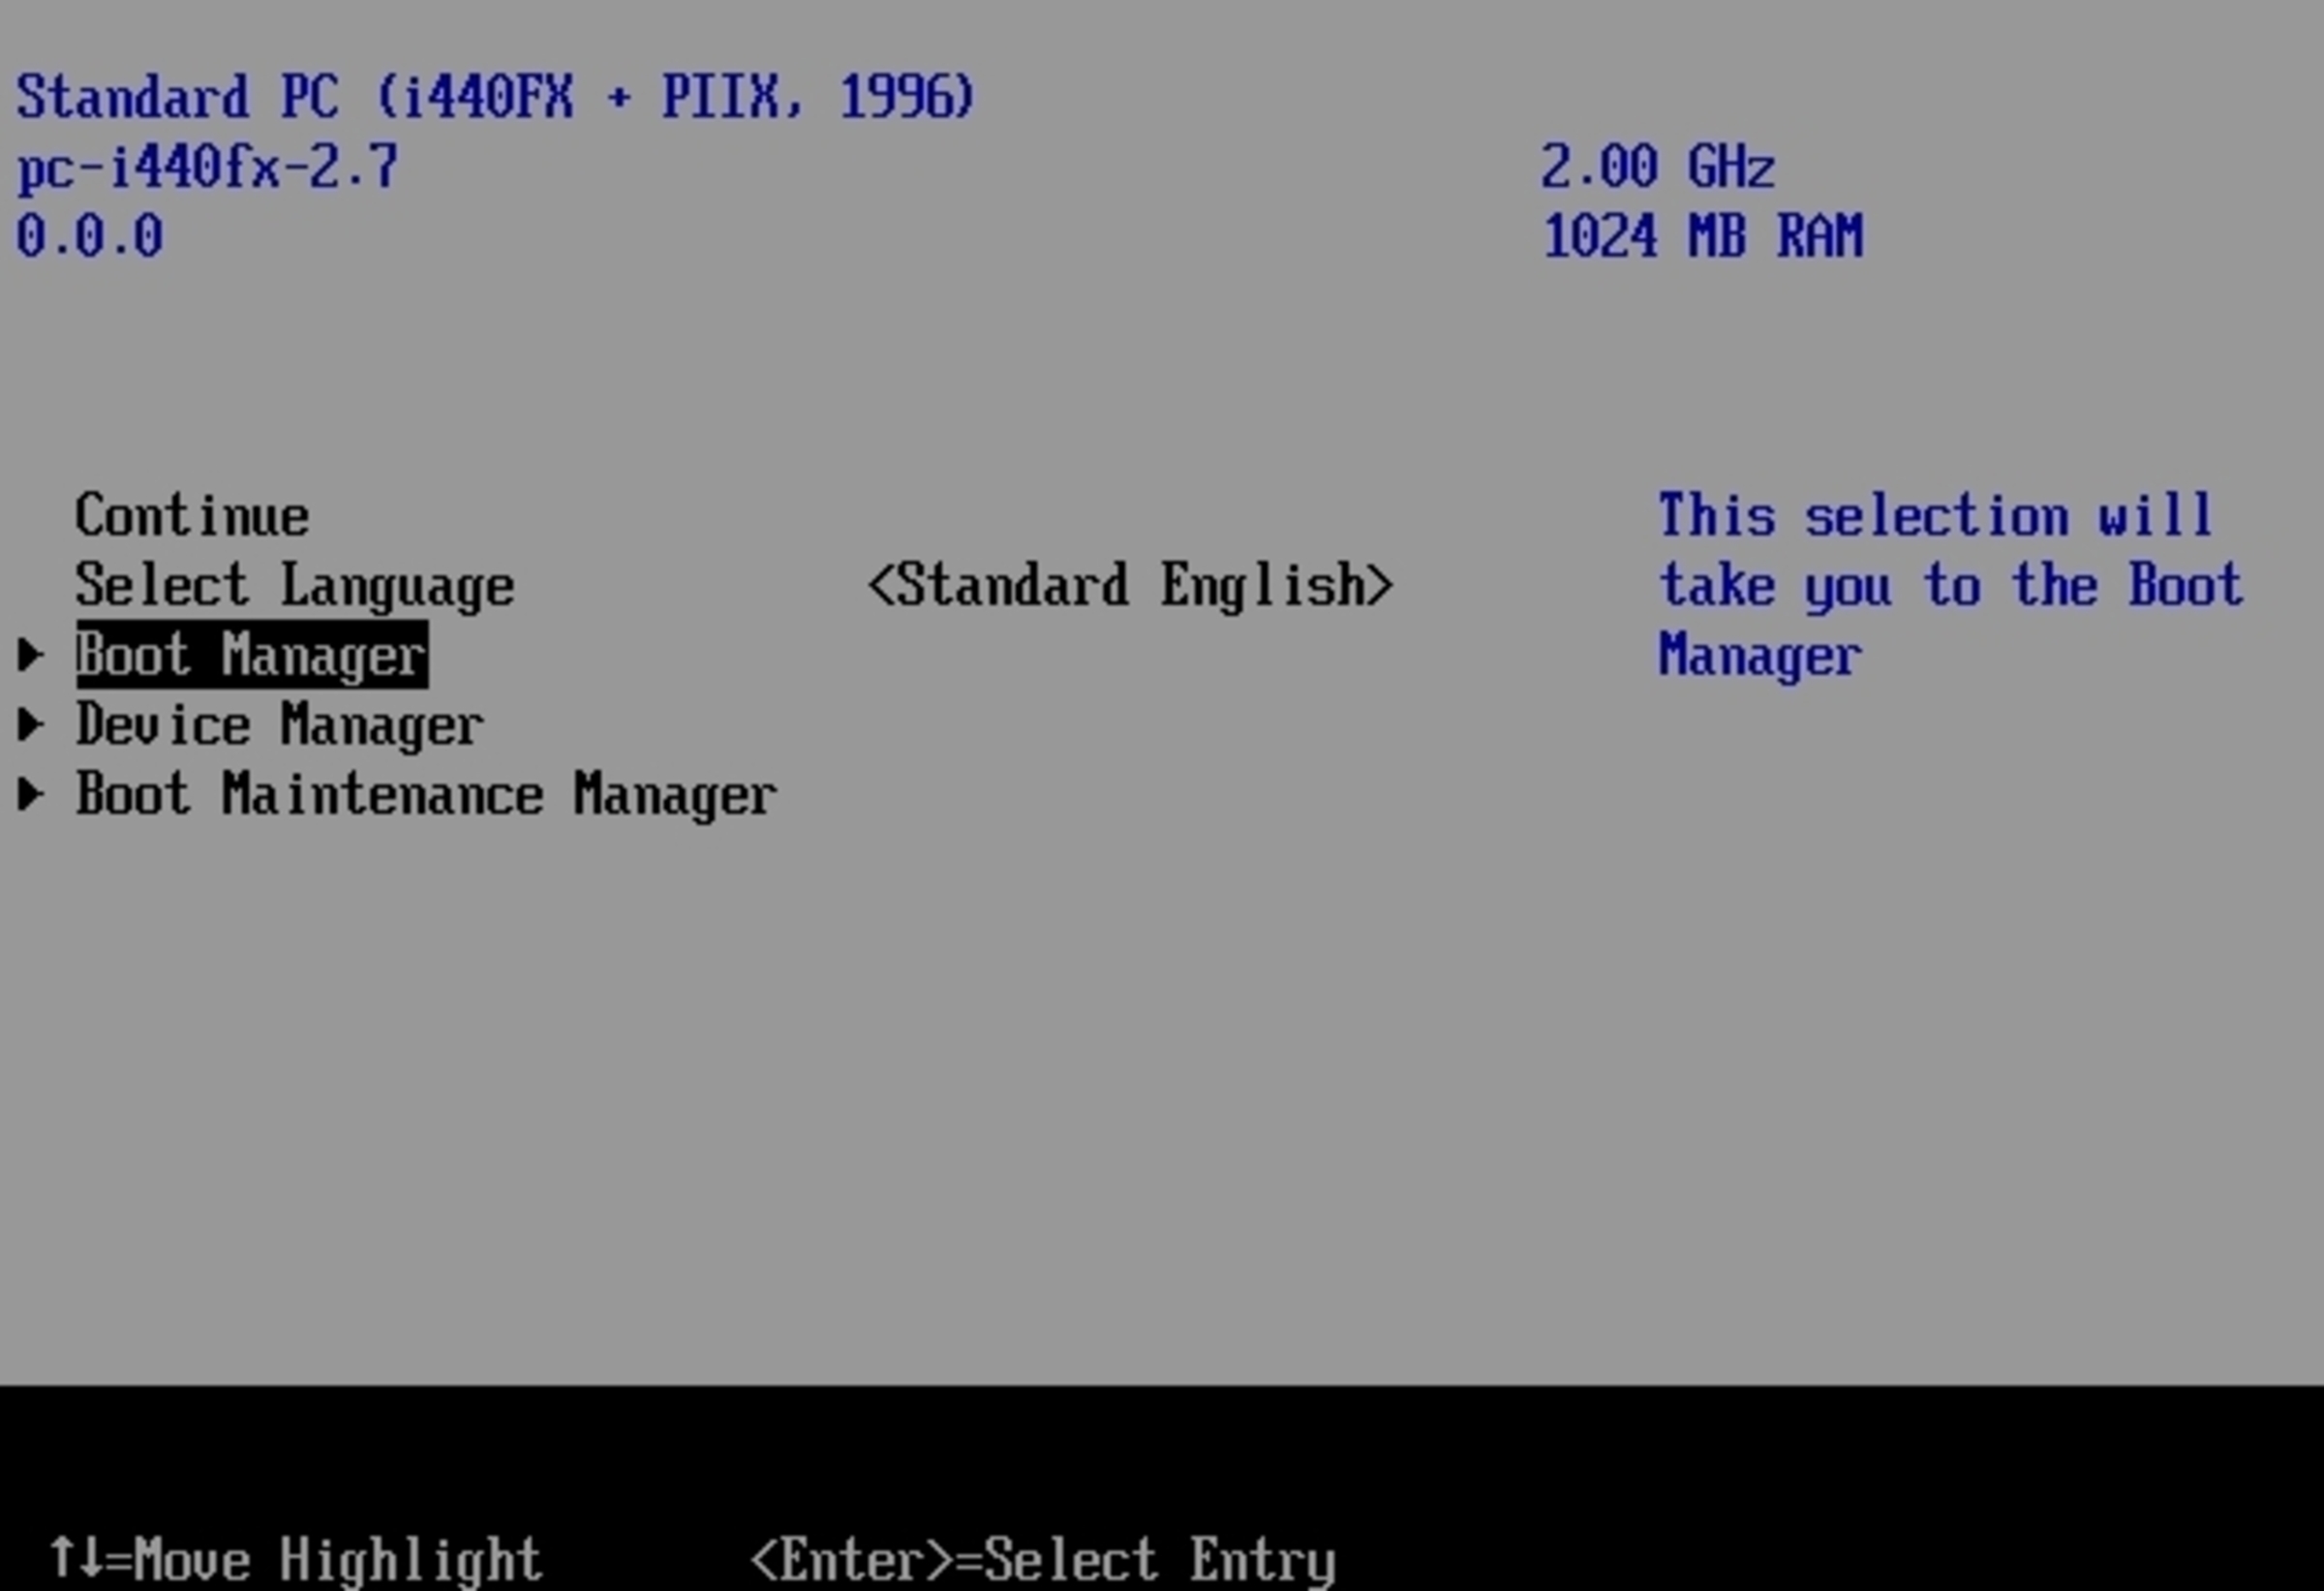 Standard PC (i440FX + PIIX, 1996)
pc-i440fx-2.7 2.00 GHz
0.0.0 1024 MB RAM
Continue
Select Language <Standard English>
Boot Manager
Device Manager
Boot Maintenance Manager
This selection will
take you to the Boot
Manager
↑↓=Move Highlight <Enter>=Select Entry